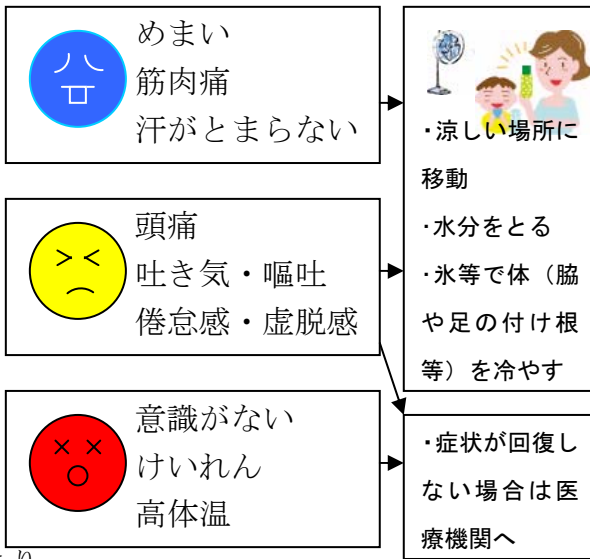 めまい
筋肉痛
汗がとまらない
・涼しい場所に
移動
・水分をとる
・氷等で体（脇
や足の付け根
等）を冷やす
頭痛
吐き気・嘔吐
倦怠感・虚脱感
意識がない
けいれん
高体温
・症状が回復し
ない場合は医
療機関へ